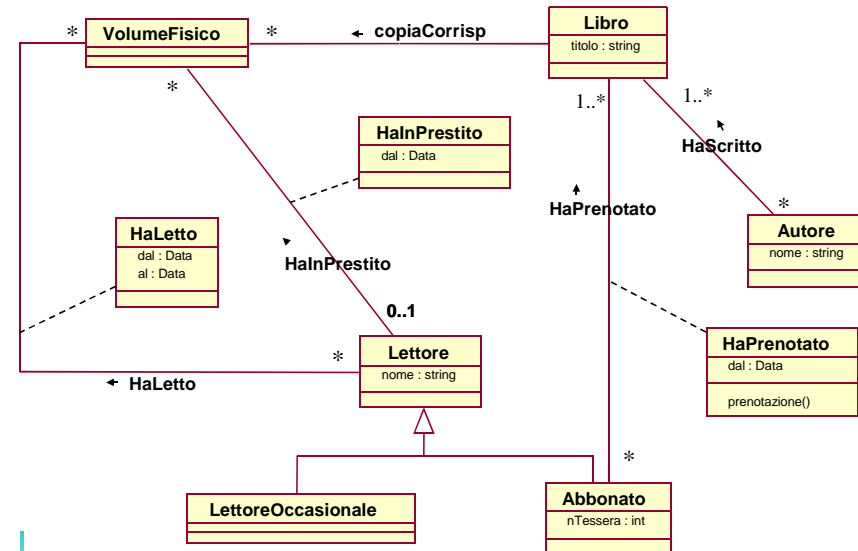 * VolumeFisico *
copiaCorrisp
Libro
titolo : string
*
1..*
1..*
HaInPrestito
dal : Data
HaScritto
HaPrenotato
*
HaLetto
dal : Data
al : Data
HaInPrestito
Autore
nome : string
0..1
*
Lettore
nome : string
HaLetto
HaPrenotato
dal : Data
prenotazione()
*
LettoreOccasionale
Abbonato
nTessera : int